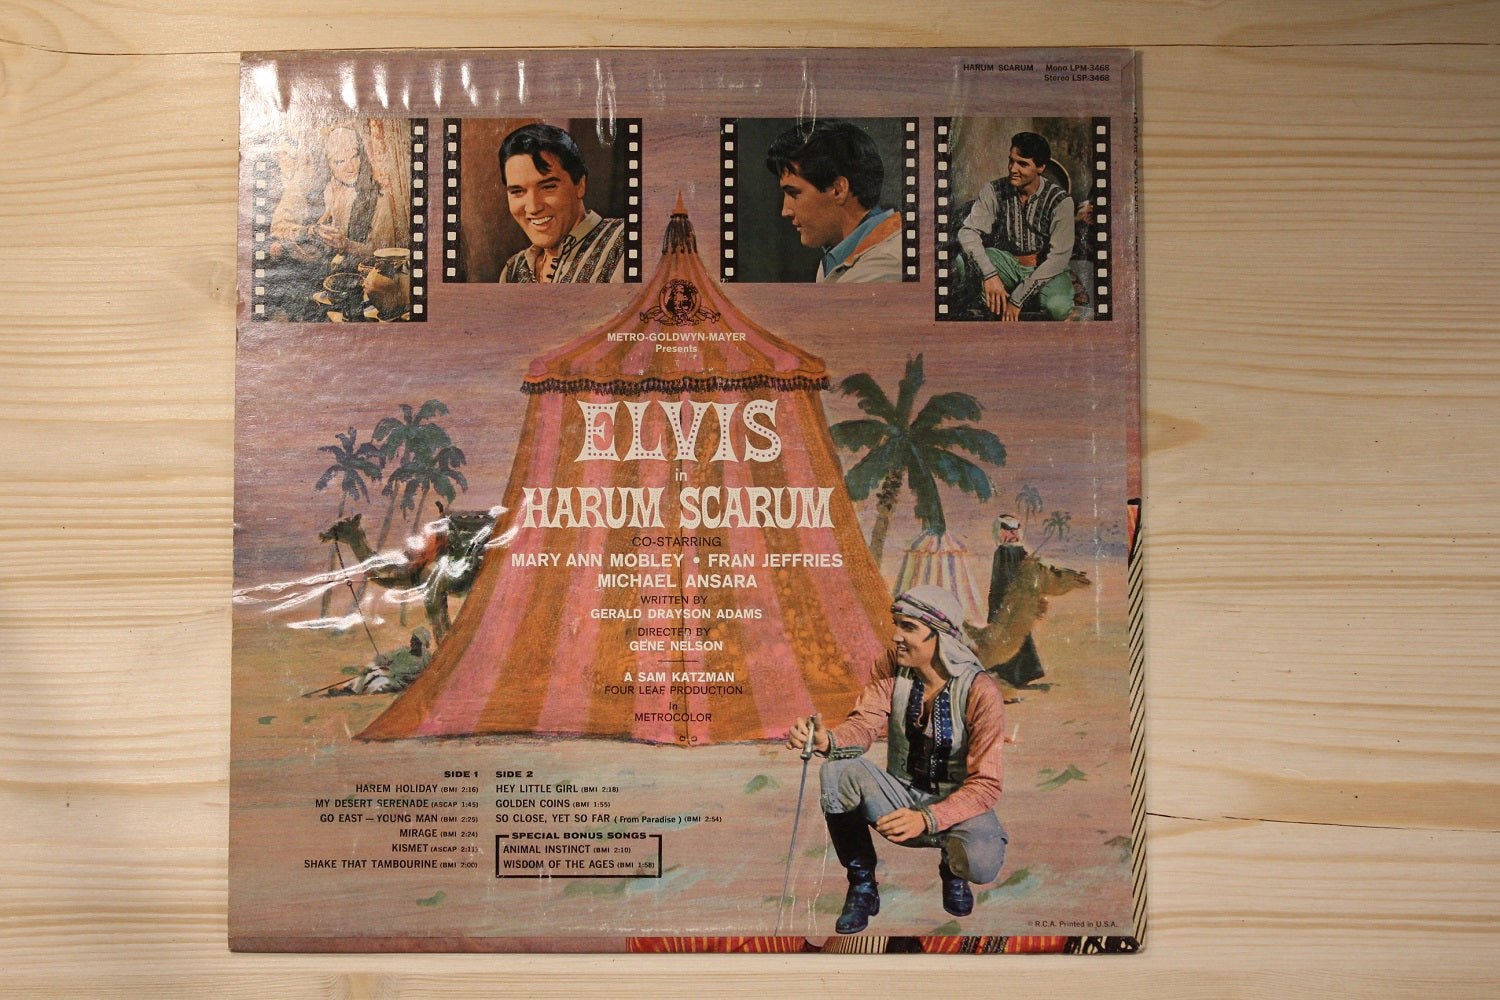 HARUM SCARUM Mono LPM-3468
Stereo LSP-3468
METRO-GOLDWYN-MAYER
Presents
ELVIS
in
HARUM SCARUM
CO-STARRING
MARY ANN MOBLEY • FRAN JEFFRIES
MICHAEL ANSARA
WRITTEN BY
GERALD DRAYSON ADAMS
DIRECTED BY
GENE NELSON
A SAM KATZMAN
FOUR LEAF PRODUCTION
In
METROCOLOR
SIDE 1
HAREM HOLIDAY (BMI 2:16)
MY DESERT SERENADE (ASCAP 1:45)
GO EAST — YOUNG MAN (BMI 2:25)
MIRAGE (BMI 2:24)
KISMET (ASCAP 2:11)
SHAKE THAT TAMBOURINE (BMI 2:00)
SIDE 2
HEY LITTLE GIRL (BMI 2:18)
GOLDEN COINS (BMI 1:55)
SO CLOSE, YET SO FAR (From Paradise) (BMI 2:54)
SPECIAL BONUS SONGS
ANIMAL INSTINCT (BMI 2:10)
WISDOM OF THE AGES (BMI 1:58)
© R.C.A. Printed in U.S.A.